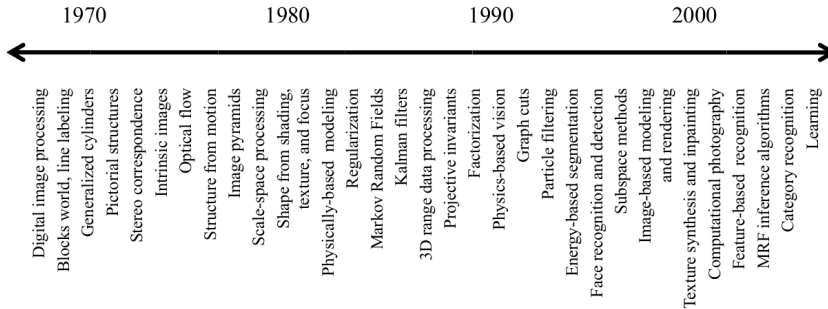 1970
1980
1990
2000
Digital image processing
Blocks world, line labeling
Generalized cylinders
Pictorial structures
Stereo correspondence
Intrinsic images
Optical flow
Structure from motion
Image pyramids
Scale-space processing
Shape from shading,
texture, and focus
Physically-based modeling
Regularization
Markov Random Fields
Kalman filters
3D range data processing
Projective invariants
Factorization
Physics-based vision
Graph cuts
Particle filtering
Energy-based segmentation
Face recognition and detection
Subspace methods
Image-based modeling
and rendering
Texture synthesis and inpainting
Computational photography
Feature-based recognition
MRF inference algorithms
Category recognition
Learning